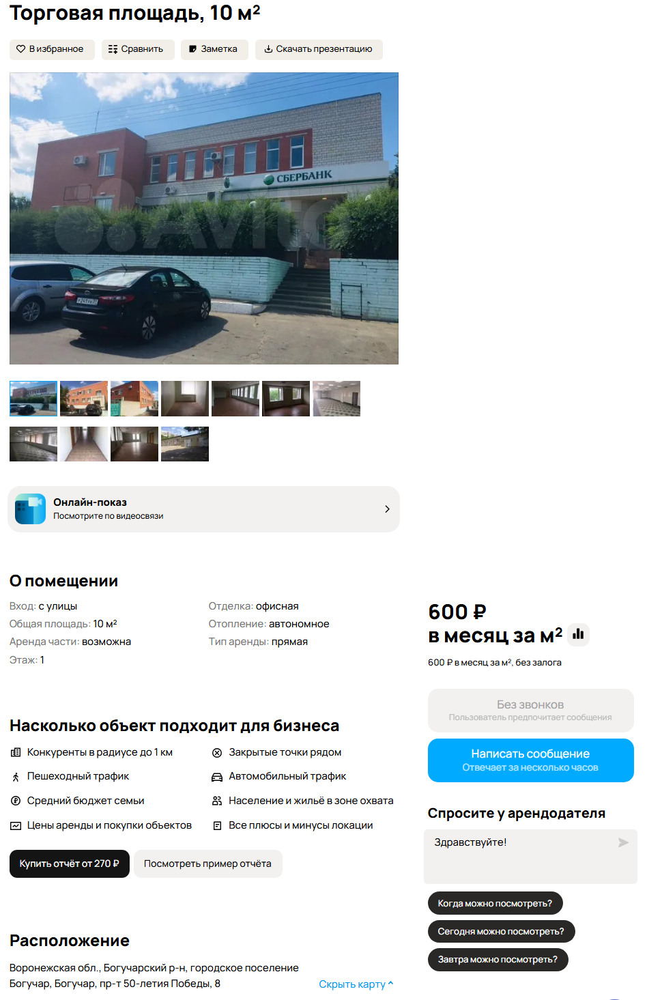 Торговая площадь, 10 м²
В избранное
Сравнить
Заметка
Скачать презентацию
СБЕРБАНК
Avito
Онлайн-показ
Посмотрите по видеосвязи
О помещении
Вход: с улицы
Общая площадь: 10 м²
Аренда части: возможна
Этаж: 1
Отделка: офисная
Отопление: автономное
Тип аренды: прямая
600 ₽
в месяц за м²
600 ₽ в месяц за м², без залога
Без звонков
Пользователь предпочитает сообщения
Написать сообщение
Отвечает за несколько часов
Насколько объект подходит для бизнеса
Конкуренты в радиусе до 1 км
Закрытые точки рядом
Пешеходный трафик
Автомобильный трафик
Средний бюджет семьи
Население и жильё в зоне охвата
Цены аренды и покупки объектов
Все плюсы и минусы локации
Купить отчёт от 270 ₽
Посмотреть пример отчёта
Спросите у арендодателя
Здравствуйте!
Когда можно посмотреть?
Сегодня можно посмотреть?
Завтра можно посмотреть?
Расположение
Воронежская обл., Богучарский р-н, городское поселение
Богучар, Богучар, пр-т 50-летия Победы, 8
Скрыть карту